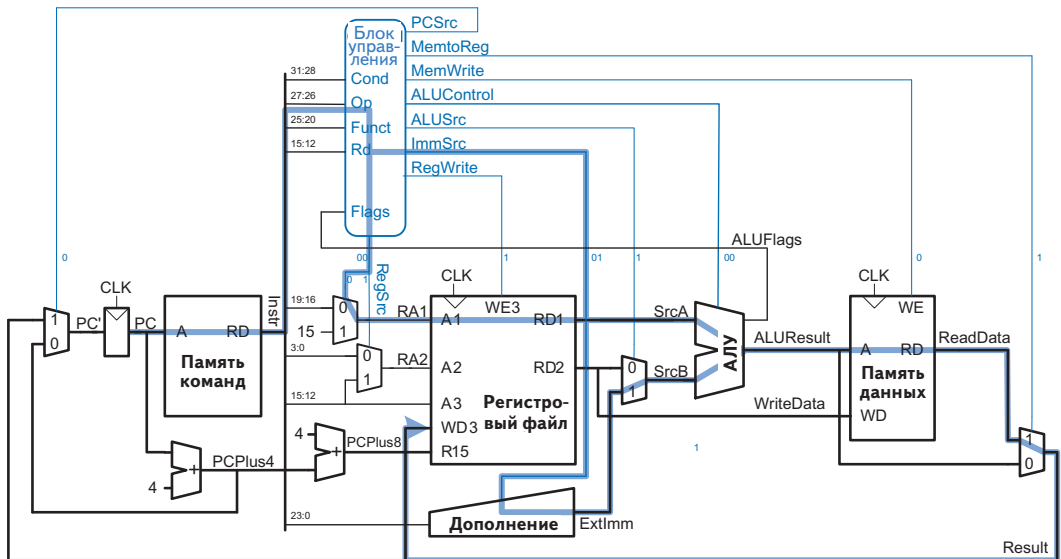 PCSrc
Блок
управ-
ления
MemtoReg
31:28
Cond
MemWrite
27:26
Op
ALUControl
25:20
Funct
ALUSrc
15:12
Rd
ImmSrc
RegWrite
Flags
ALUFlags
0
00
1
01
1
00
0
1
0
1
RegSrc
CLK
CLK
CLK
1
0
PC'
PC
A
RD
Память
команд
Instr
19:16
0
15
1
RA1
A1
WE3
RD1
SrcA
3:0
0
1
RA2
A2
RD2
0
1
SrcB
АЛУ
ALUResult
A
RD
WE
ReadData
Память
данных
WD
WriteData
15:12
A3
WD3
R15
Регистро-
вый файл
4
+
PCPlus8
1
1
0
4
+
PCPlus4
23:0
Дополнение
ExtImm
Result